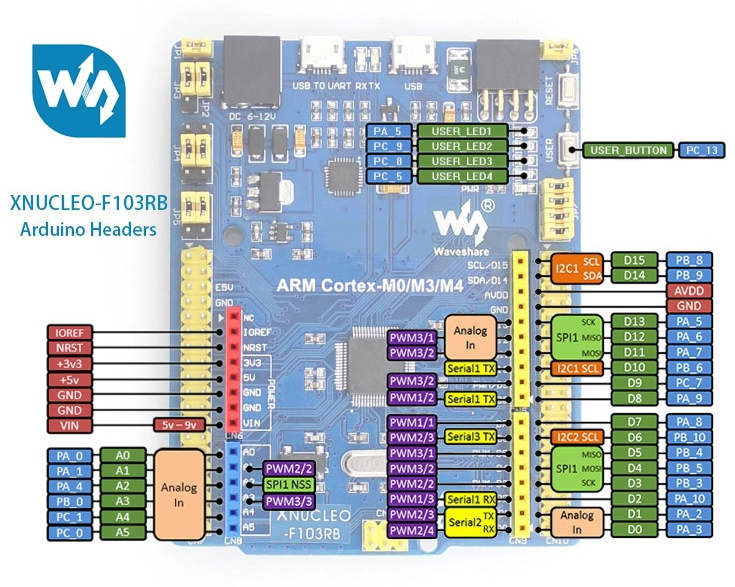 JP1
JP3
JP2
JP4
JP5
JP6
JP7
DC 6-12V
USB TO UART RX TX
USB
RESET
USER
PWR
XNUCLEO-F103RB
Arduino Headers
PA_5 USER_LED1
PC_9 USER_LED2
PC_8 USER_LED3
PC_5 USER_LED4
USER_BUTTON PC_13
®
Waveshare
ARM Cortex-M0/M3/M4
SCL/D15
SDA/D14
AVDD
GND
E5V
GND
NC
IOREF
NRST
3V3
5V
GND
GND
VIN
POWER
CN6
IOREF
NRST
+3v3
+5v
GND
GND
VIN 5v-9v
PA_0 A0
PA_1 A1
PA_4 A2
PB_0 A3
PC_1 A4
PC_0 A5
Analog In
A0
A3
A4
A5
CN8
PWM2/2
SPI1 NSS
PWM3/3
XNUCLEO
-F103RB
I2C1 SCL D15 PB_8
SDA D14 PB_9
AVDD
GND
PWM3/1
PWM3/2
Analog In
Serial1 TX
PWM3/2
PWM1/2 Serial1 TX
SPI1
SCK D13 PA_5
MISO D12 PA_6
MOSI D11 PA_7
I2C1 SCL D10 PB_6
D9 PC_7
D8 PA_9
PWM1/1
PWM2/3 Serial3 TX
PWM3/1
PWM3/2
PWM2/2
PWM1/3 Serial1 RX
PWM2/3 Serial2 TX
PWM2/4 RX
D7 PA_8
I2C2 SCL D6 PB_10
SPI1
MISO D5 PB_4
MOSI D4 PB_5
SCK D3 PB_3
D2 PA_10
Analog In
D1 PA_2
D0 PA_3
CN9
CN10